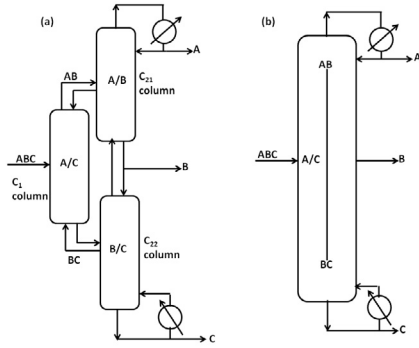 (a)
A
AB
A/B
C21
column
ABC
A/C
C1
column
B
BC
B/C
C22
column
C
(b)
A
AB
ABC
A/C
B
BC
C